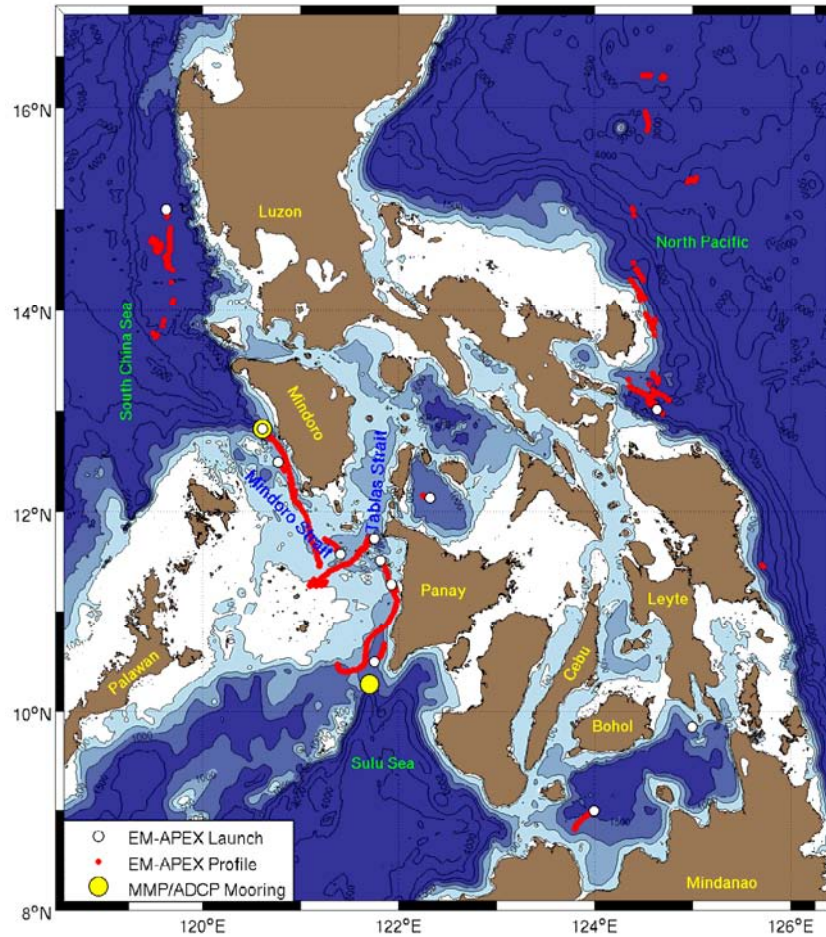 16°N
14°N
12°N
10°N
8°N
120°E
122°E
124°E
126°E
Luzon
North Pacific
South China Sea
Mindoro
Mindoro Strait
Tablas Strait
Panay
Leyte
Palawan
Cebu
Bohol
Sulu Sea
Mindanao
EM-APEX Launch
EM-APEX Profile
MMP/ADCP Mooring